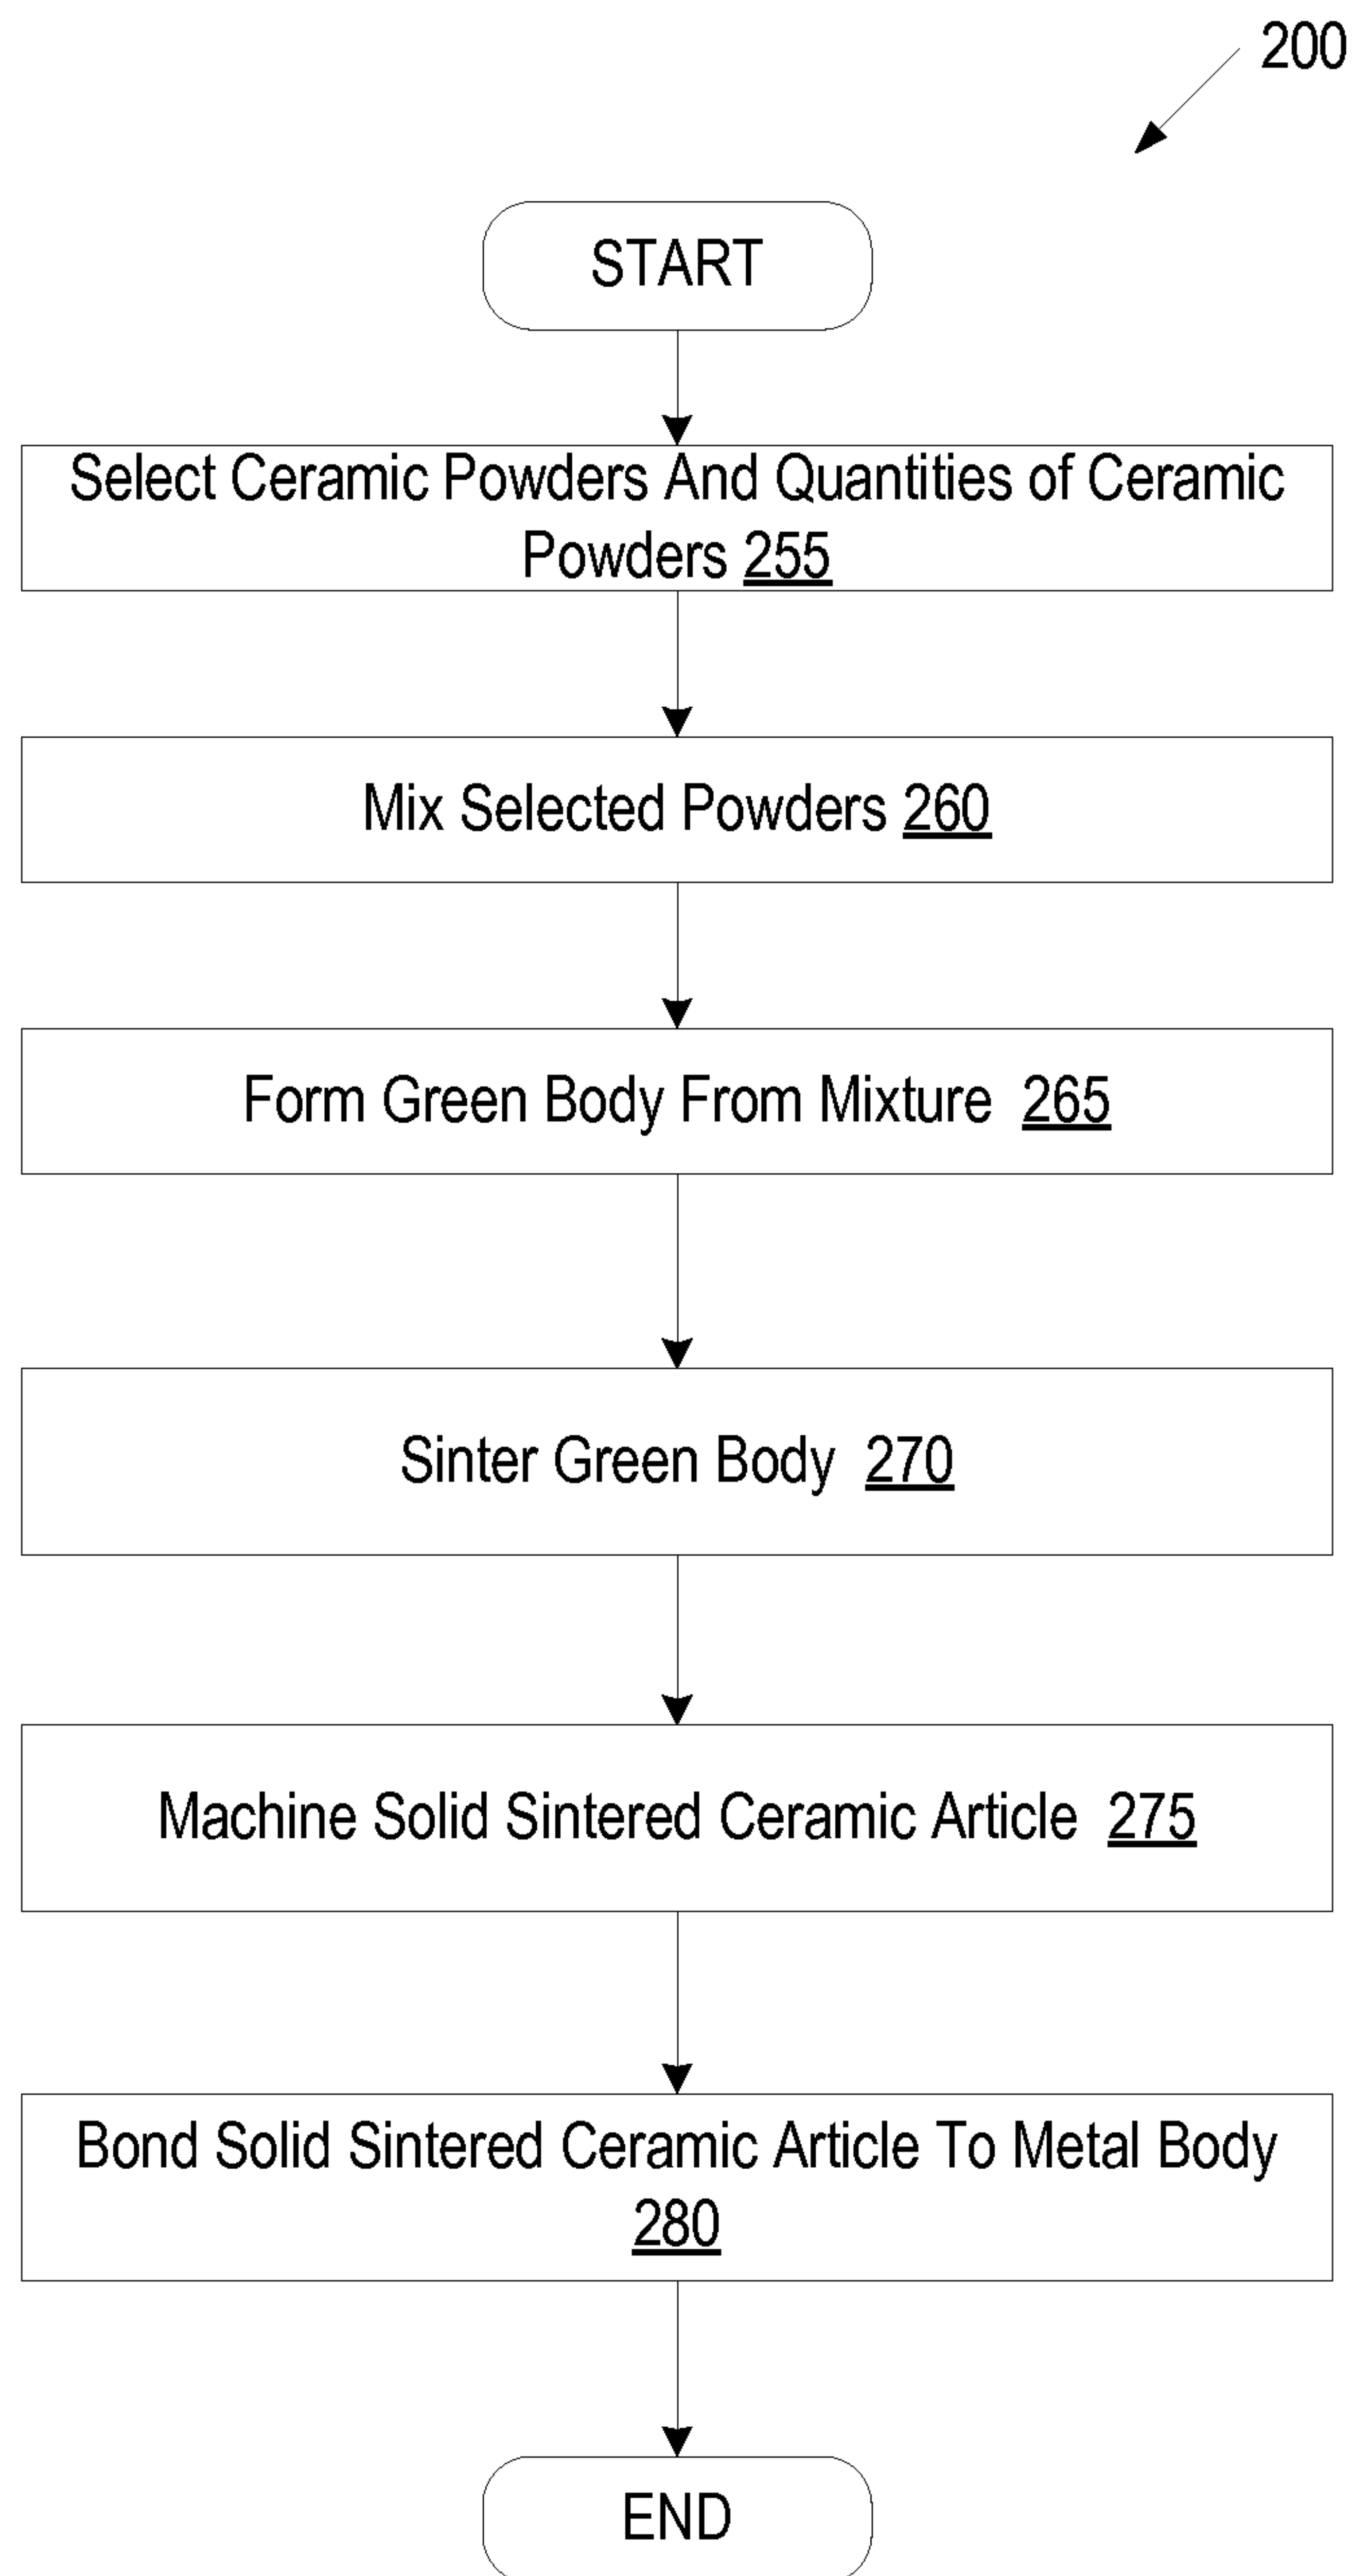 200
START
Select Ceramic Powders And Quantities of Ceramic
Powders 255
Mix Selected Powders 260
Form Green Body From Mixture 265
Sinter Green Body 270
Machine Solid Sintered Ceramic Article 275
Bond Solid Sintered Ceramic Article To Metal Body
280
END